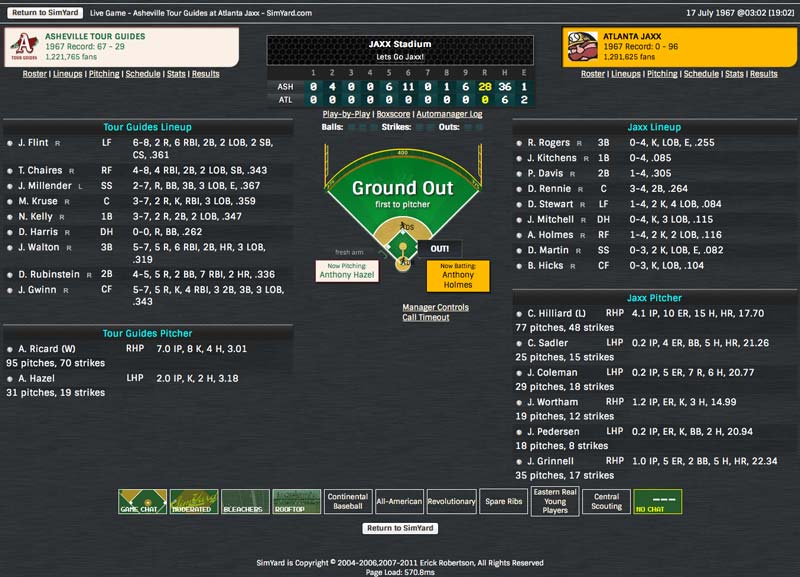 Return to SimYard
Live Game - Asheville Tour Guides at Atlanta Jaxx - SimYard.com
17 July 1967 @03:02 [19:02]
A
TOUR GUIDES
ASHEVILLE TOUR GUIDES
1967 Record: 67 - 29
1,221,765 fans
Roster | Lineups | Pitching | Schedule | Stats | Results
JAXX Stadium
Lets Go Jaxx!
1 2 3 4 5 6 7 8 9 R H E
ASH 0 4 0 0 6 11 0 1 6 28 36 1
ATL 0 0 0 0 0 0 0 0 0 6 2
Play-by-Play | Boxscore | Automanager Log
Balls: Strikes: Outs:
ATLANTA JAXX
1967 Record: 0 - 96
1,291,625 fans
Roster | Lineups | Pitching | Schedule | Stats | Results
Tour Guides Lineup
J. Flint R LF 6-8, 2 R, 6 RBI, 2B, 2 LOB, 2 SB,
CS, .361
T. Chaires R RF 4-8, 4 RBI, 2B, 2 LOB, SB, .343
J. Millender L SS 2-7, R, BB, 3B, 3 LOB, E, .367
M. Kruse R C 3-7, 2 R, K, RBI, 3 LOB, .359
N. Kelly R 1B 3-7, 2 R, 2B, 2 LOB, .347
D. Harris R DH 0-0, R, BB, .262
J. Walton R 3B 5-7, 5 R, 6 RBI, 2B, HR, 3 LOB,
.319
D. Rubinstein R 2B 4-5, 5 R, 2 BB, 7 RBI, 2 HR, .336
J. Gwinn R CF 5-7, 5 R, K, 4 RBI, 3 2B, 3B, 3 LOB,
.343
Tour Guides Pitcher
A. Ricard (W) RHP 7.0 IP, 8 K, 4 H, 3.01
95 pitches, 70 strikes
A. Hazel LHP 2.0 IP, K, 2 H, 3.18
31 pitches, 19 strikes
400
Ground Out
first to pitcher
OUT!
fresh arm
Now Pitching:
Anthony Hazel
Now Batting:
Anthony
Holmes
Manager Controls
Call Timeout
Jaxx Lineup
R. Rogers R 3B 0-4, K, LOB, E, .255
J. Kitchens R 1B 0-4, .085
P. Davis R 2B 1-4, .305
D. Rennie R C 3-4, 2B, .264
D. Stewart R LF 1-4, 2 K, 4 LOB, .084
J. Mitchell R DH 0-4, K, 3 LOB, .115
A. Holmes R RF 1-4, 2 K, 2 LOB, .116
D. Martin R SS 0-3, 2 K, LOB, E, .082
B. Hicks R CF 0-3, K, LOB, .104
Jaxx Pitcher
C. Hilliard (L) RHP 4.1 IP, 10 ER, 15 H, HR, 17.70
77 pitches, 48 strikes
C. Sadler LHP 0.2 IP, 4 ER, BB, 5 H, HR, 21.26
25 pitches, 15 strikes
J. Coleman LHP 0.2 IP, 5 ER, 7 R, 6 H, 20.77
29 pitches, 18 strikes
J. Wortham RHP 1.2 IP, ER, K, 3 H, 14.99
19 pitches, 12 strikes
J. Pedersen LHP 0.2 IP, ER, K, BB, 2 H, 20.94
18 pitches, 8 strikes
J. Grinnell RHP 1.0 IP, 5 ER, 2 BB, 5 H, HR, 22.34
35 pitches, 17 strikes
GAME CHAT
SimYard
MODERATED
BLEACHERS
ROOFTOP
Continental
Baseball
All-American
Revolutionary
Spare Ribs
Eastern Real
Young
Players
Central
Scouting
---
NO CHAT
Return to SimYard
SimYard is Copyright © 2004-2006,2007-2011 Erick Robertson, All Rights Reserved
Page Load: 570.8ms